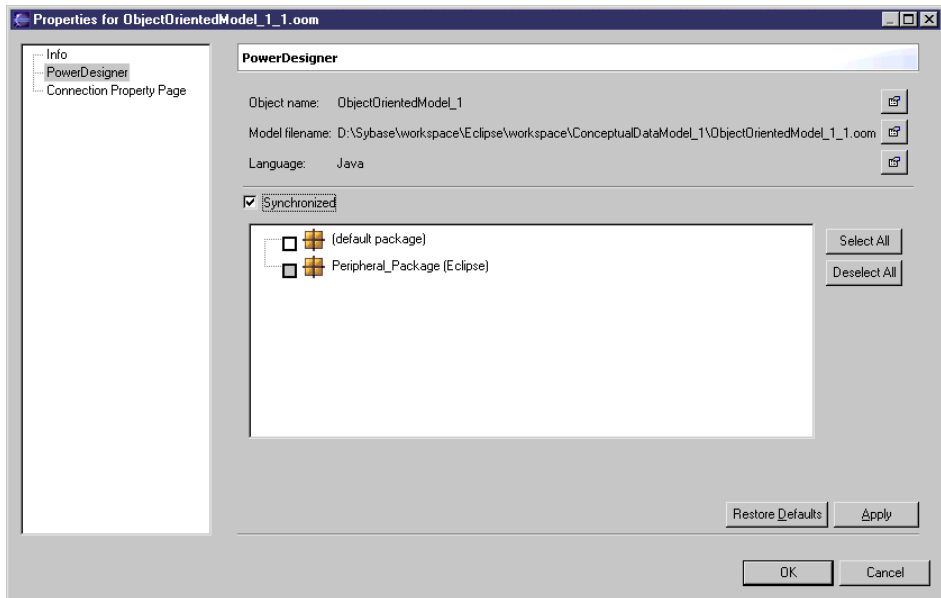 Properties for ObjectOrientedModel_1_1.oom
Info
PowerDesigner
Connection Property Page
PowerDesigner
Object name: ObjectOrientedModel_1
Model filename: D:\Sybase\workspace\Eclipse\workspace\ConceptualDataModel_1\ObjectOrientedModel_1_1.oom
Language: Java
Synchronized
(default package)
Peripheral_Package (Eclipse)
Select All
Deselect All
Restore Defaults
Apply
OK
Cancel